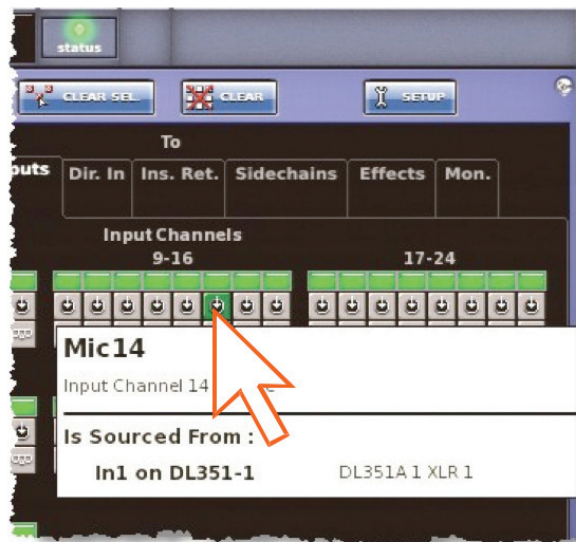 status
CLEAR SEL. CLEAR SETUP
To
puts Dir. In Ins. Ret. Sidechains Effects Mon.
Input Channels
9-16 17-24
Mic14
Input Channel 14
Is Sourced From :
In1 on DL351-1 DL351A 1 XLR 1